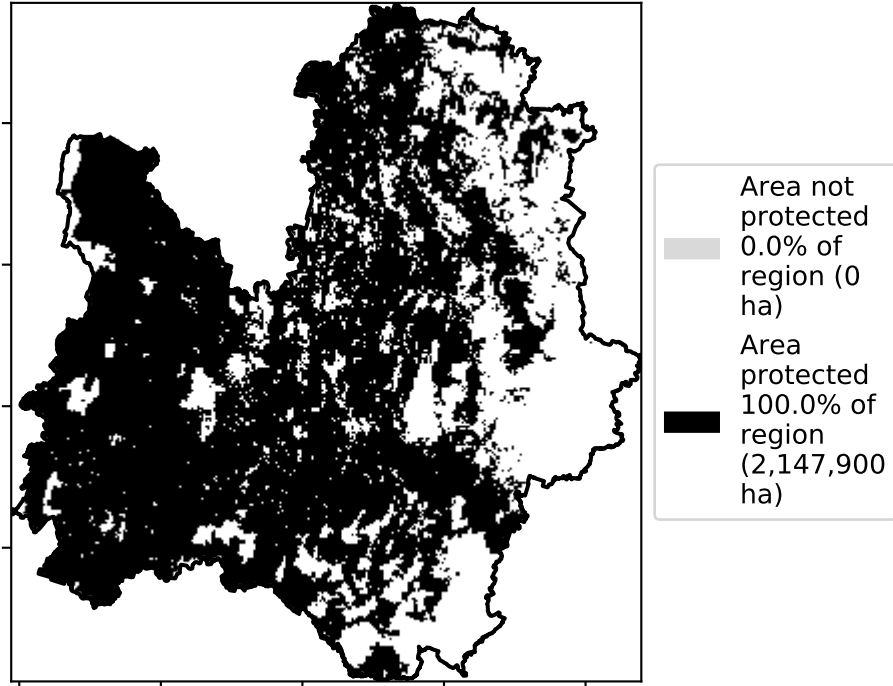 Area not
protected
0.0% of
region (0
ha)
Area
protected
100.0% of
region
(2,147,900
ha)